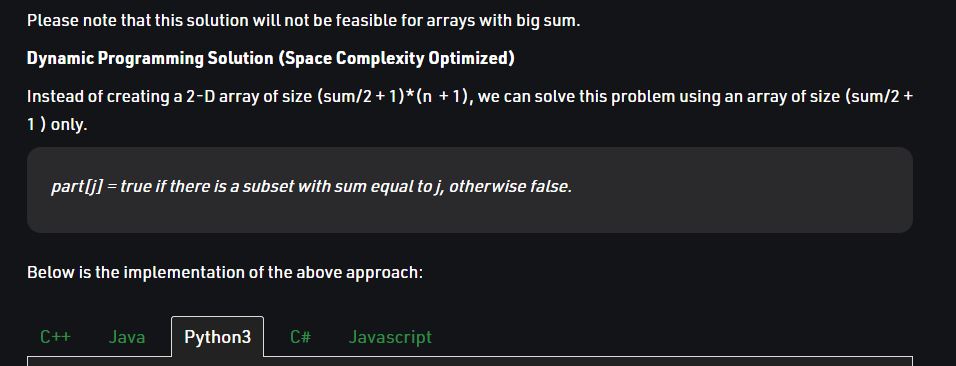 Please note that this solution will not be feasible for arrays with big sum.
Dynamic Programming Solution (Space Complexity Optimized)
Instead of creating a 2-D array of size (sum/2 + 1)*(n + 1), we can solve this problem using an array of size (sum/2 +
1 ) only.
part[j] = true if there is a subset with sum equal to j, otherwise false.
Below is the implementation of the above approach:
C++ Java Python3 C# Javascript